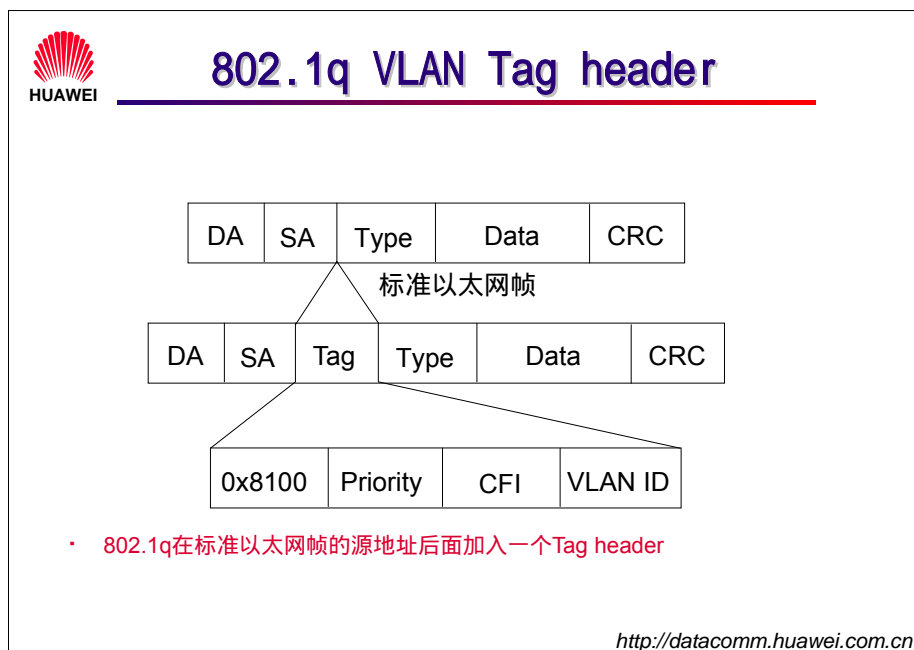 802.1q VLAN Tag header
HUAWEI
DA SA Type Data CRC
标准以太网帧
DA SA Tag Type Data CRC
0x8100 Priority CFI VLAN ID
· 802.1q在标准以太网帧的源地址后面加入一个Tag header
http://datacomm.huawei.com.cn